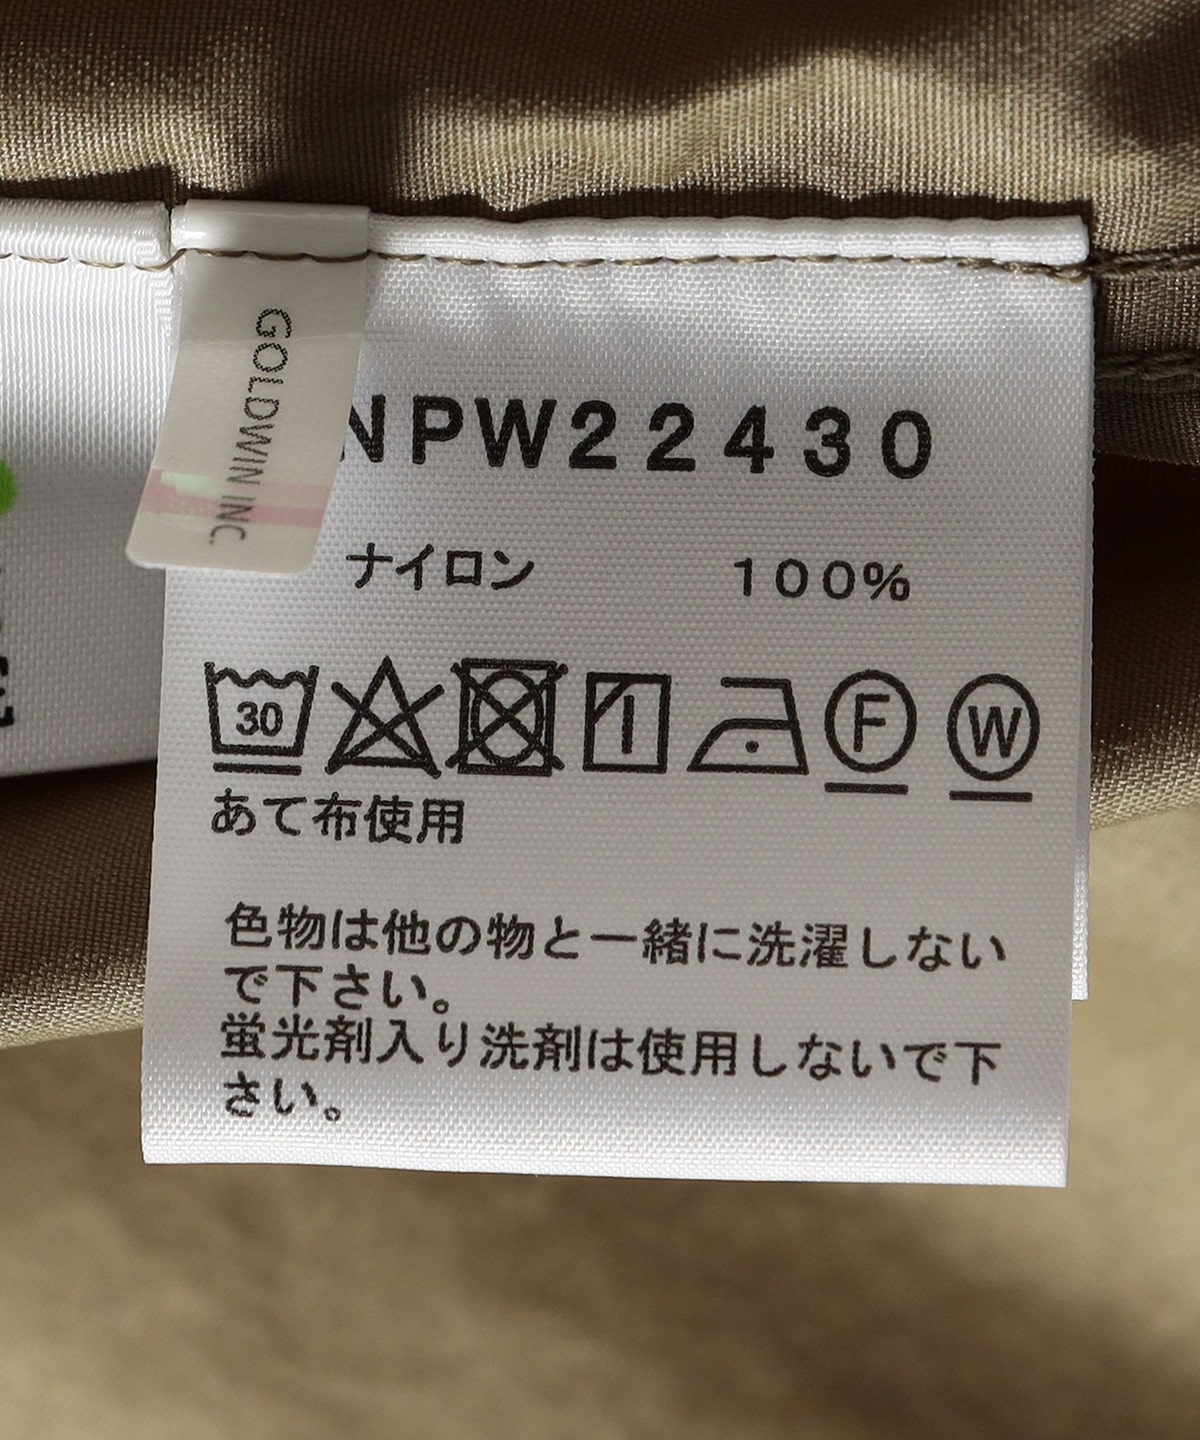 GOLDWIN INC.
NPW22430
ナイロン 100%
30 F W
あて布使用
色物は他の物と一緒に洗濯しない
で下さい。
蛍光剤入り洗剤は使用しないで下
さい。